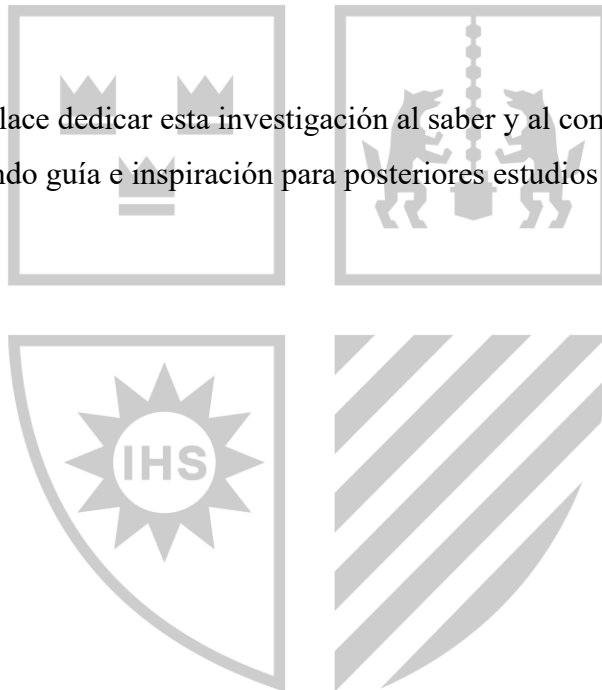 lace dedicar esta investigación al saber y al con
ndo guía e inspiración para posteriores estudios
IHS